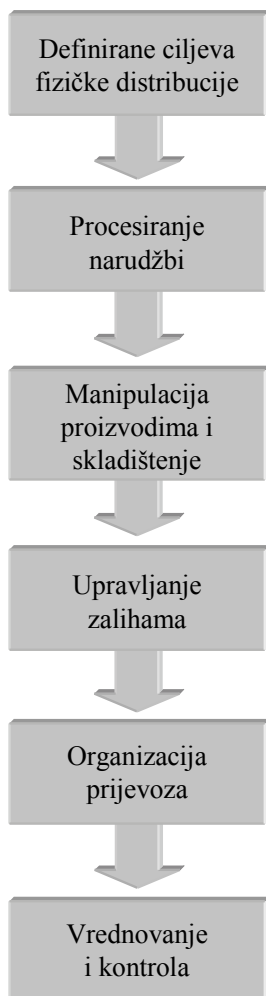 Definirane ciljeva
fizičke distribucije
Procesiranje
narudžbi
Manipulacija
proizvodima i
skladištenje
Upravljanje
zalihama
Organizacija
prijevoza
Vrednovanje
i kontrola